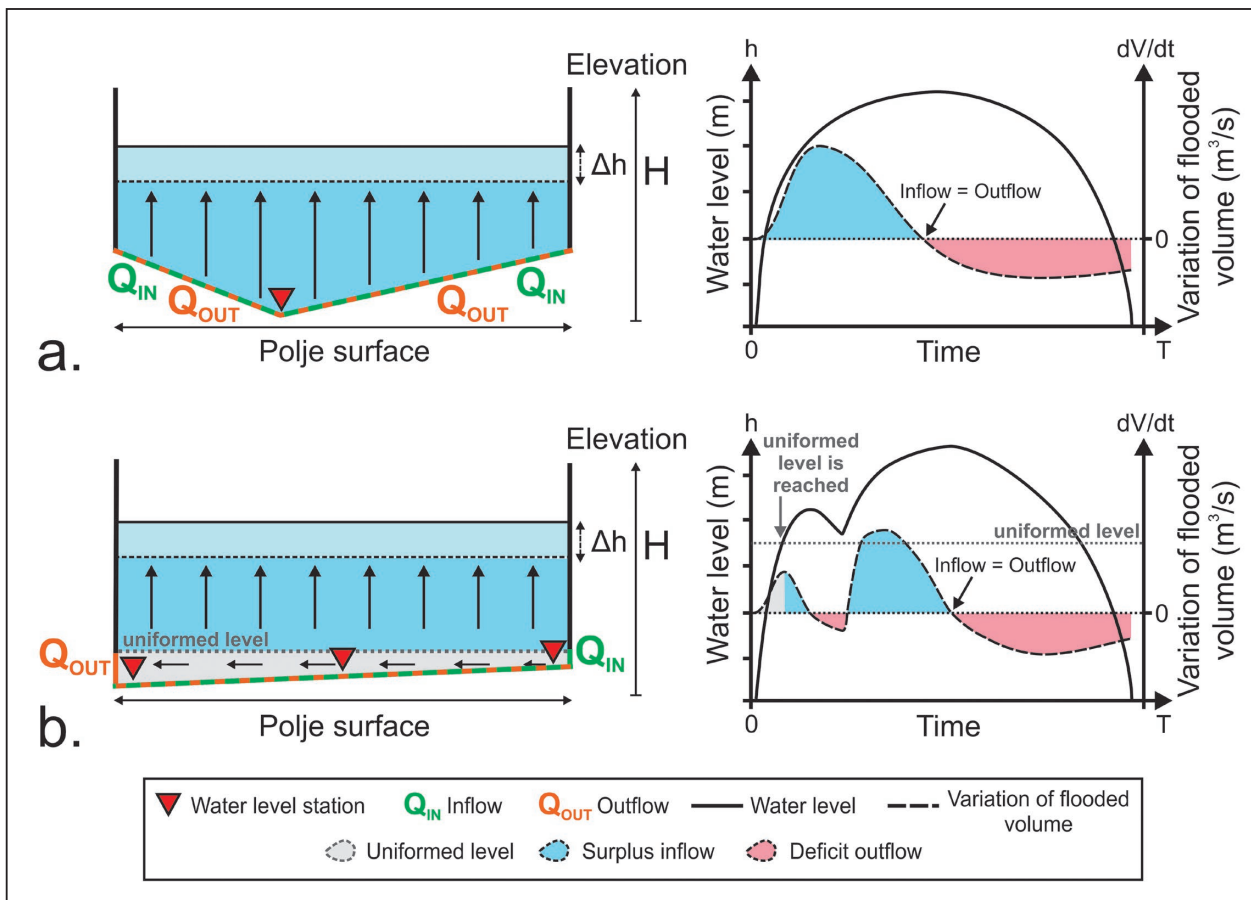 Elevation
Δh
H
Q_IN
Q_OUT
Q_OUT
Q_IN
Polje surface
a.
h
dV/dt
Water level (m)
Inflow = Outflow
0
Variation of flooded
volume (m³/s)
0
Time
T
Elevation
Δh
H
uniformed level
Q_OUT
Q_IN
Polje surface
b.
h
dV/dt
uniformed
level is
reached
uniformed level
Water level (m)
Inflow = Outflow
0
Variation of flooded
volume (m³/s)
0
Time
T
Water level station
Q_IN Inflow
Q_OUT Outflow
Water level
Variation of flooded
volume
Uniformed level
Surplus inflow
Deficit outflow